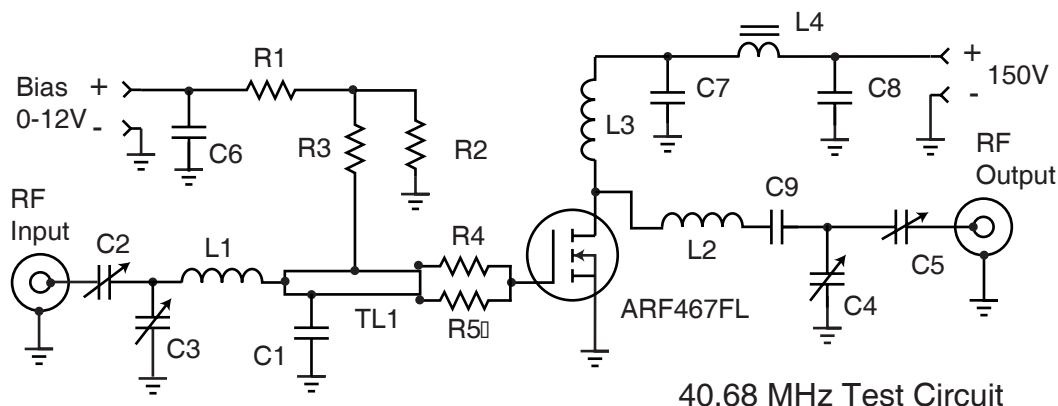 L4
R1
+
150V
-
Bias + 
0-12V -
C7
C8
L3
R3
R2
C6
RF
Output
C9
RF
Input
C2
L1
R4
L2
C5
C3
TL1
R5▯
ARF467FL
C4
C1
40.68 MHz Test Circuit